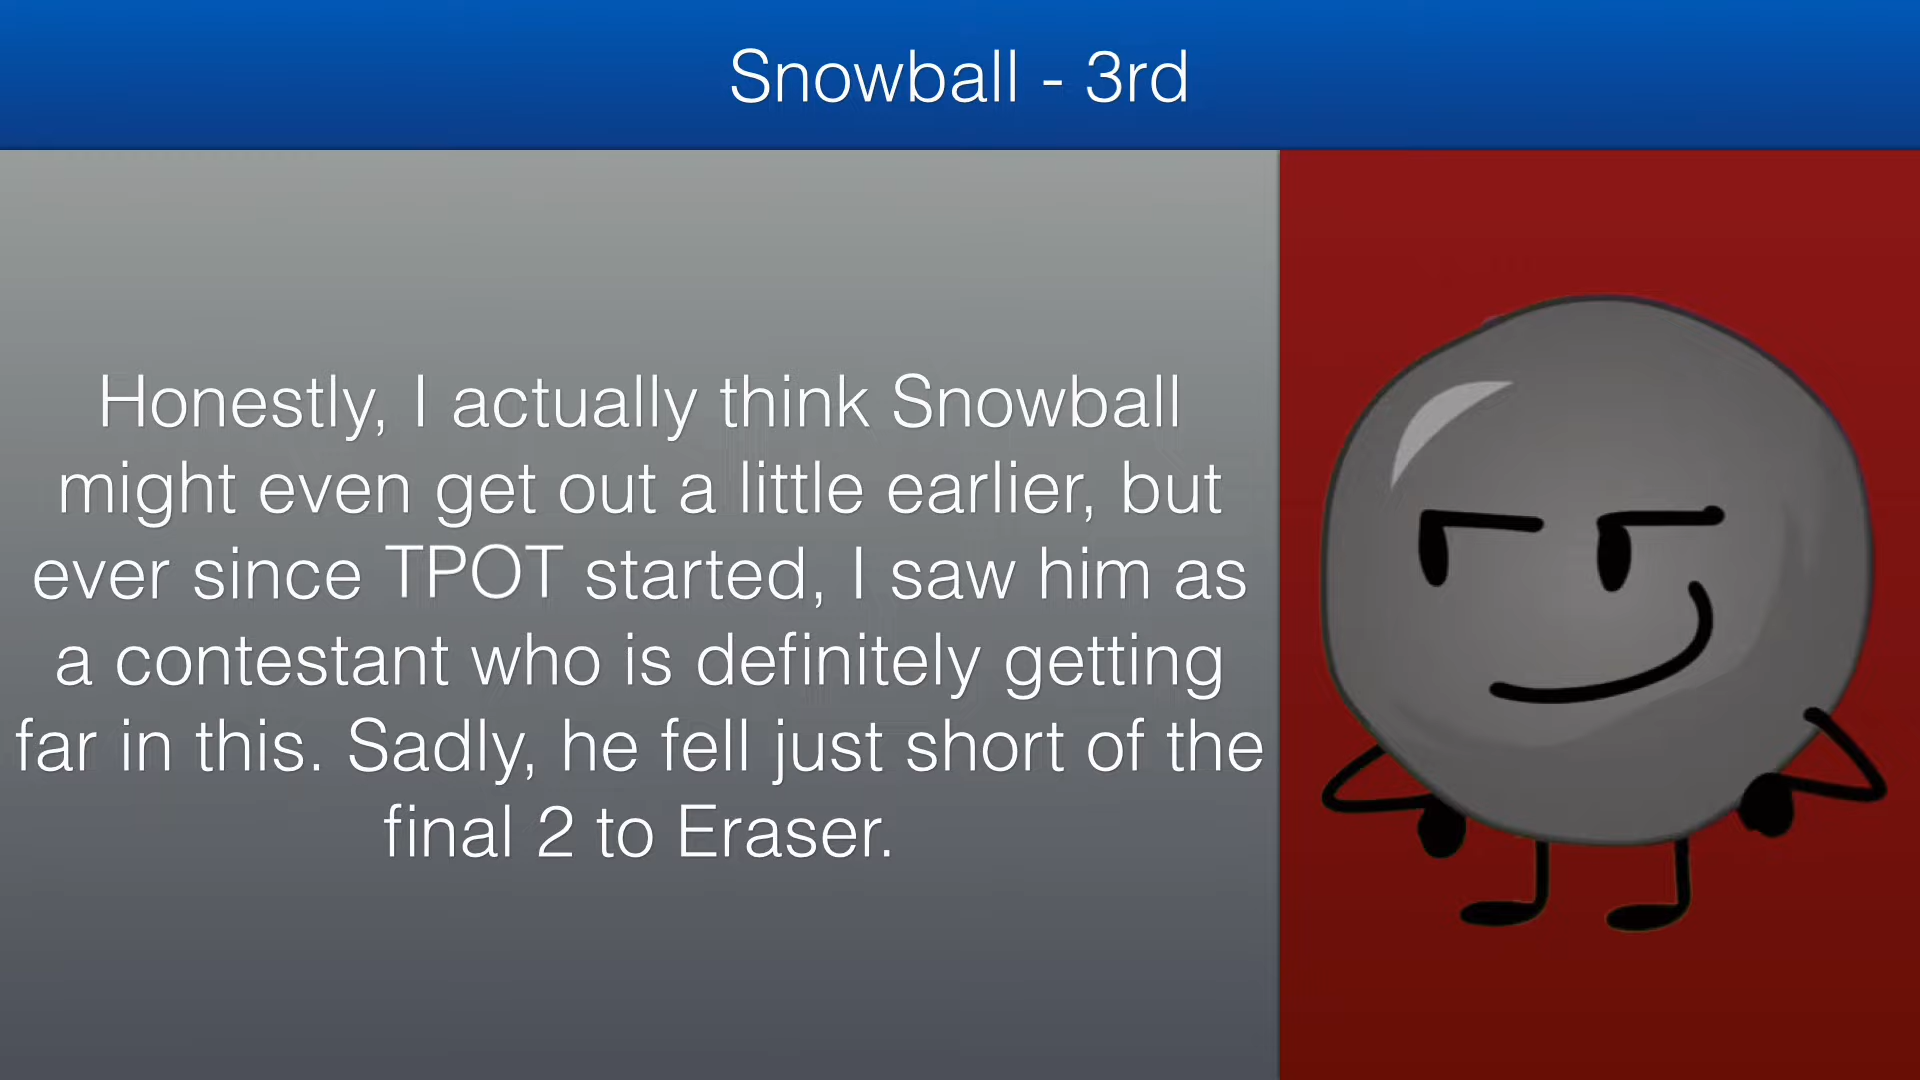 Snowball - 3rd
Honestly, I actually think Snowball
might even get out a little earlier, but
ever since TPOT started, I saw him as
a contestant who is definitely getting
far in this. Sadly, he fell just short of the
final 2 to Eraser.